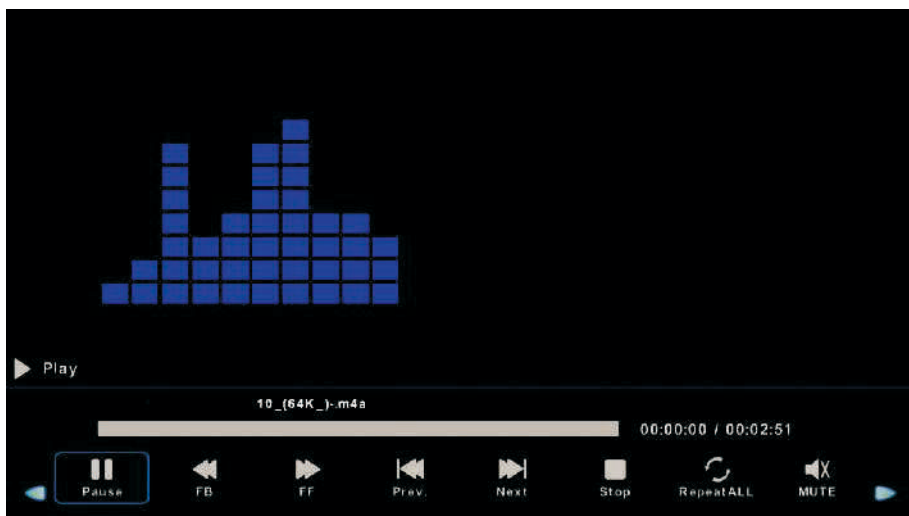 Play
10_(64K_)-.m4a
00:00:00 / 00:02:51
Pause FB FF Prev. Next Stop RepeatALL MUTE